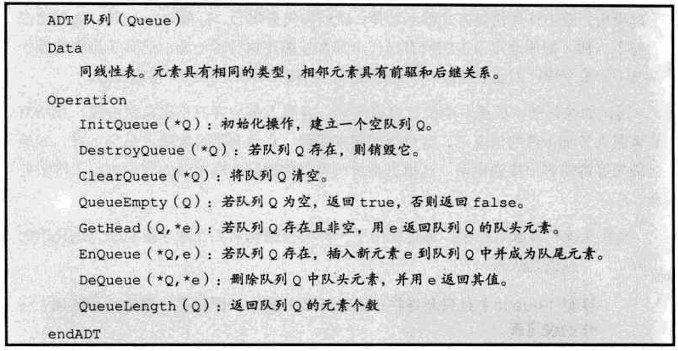 ADT 队列(Queue)
Data
同线性表。元素具有相同的类型，相邻元素具有前驱和后继关系。
Operation
InitQueue(*Q)：初始化操作，建立一个空队列 Q。
DestroyQueue(*Q)：若队列 Q 存在，则销毁它。
ClearQueue(*Q)：将队列 Q 清空。
QueueEmpty(Q)：若队列 Q 为空，返回 true，否则返回 false。
GetHead(Q,*e)：若队列 Q 存在且非空，用 e 返回队列 Q 的队头元素。
EnQueue(*Q,e)：若队列 Q 存在，插入新元素 e 到队列 Q 中并成为队尾元素。
DeQueue(*Q,*e)：删除队列 Q 中队头元素，并用 e 返回其值。
QueueLength(Q)：返回队列 Q 的元素个数
endADT